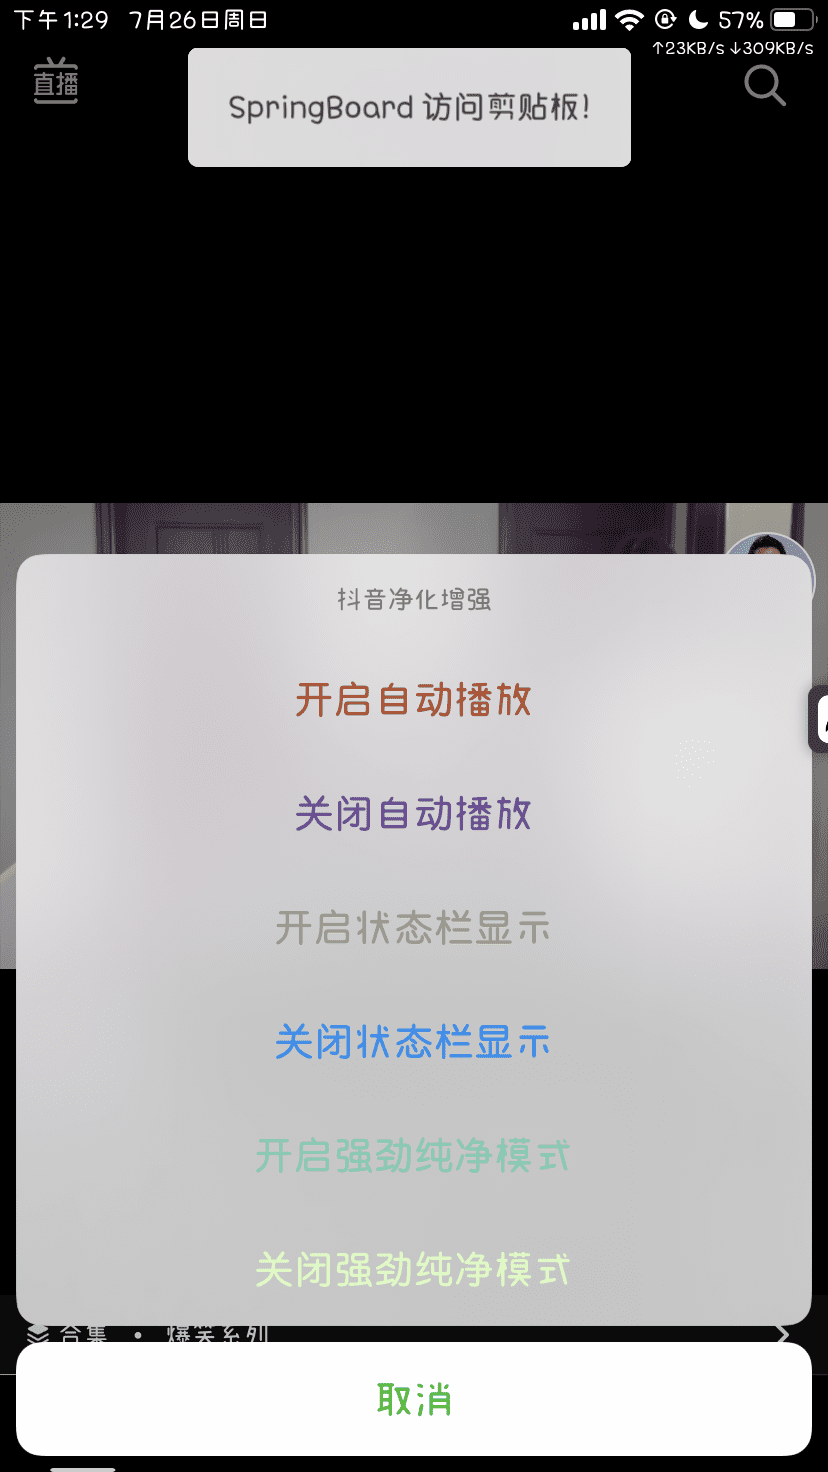 下午1:29 7月26日周日 57%
↑23KB/s ↓309KB/s
直播
SpringBoard 访问剪贴板!
抖音净化增强
开启自动播放
关闭自动播放
开启状态栏显示
关闭状态栏显示
开启强劲纯净模式
关闭强劲纯净模式
合集 • 爆笑系列
取消